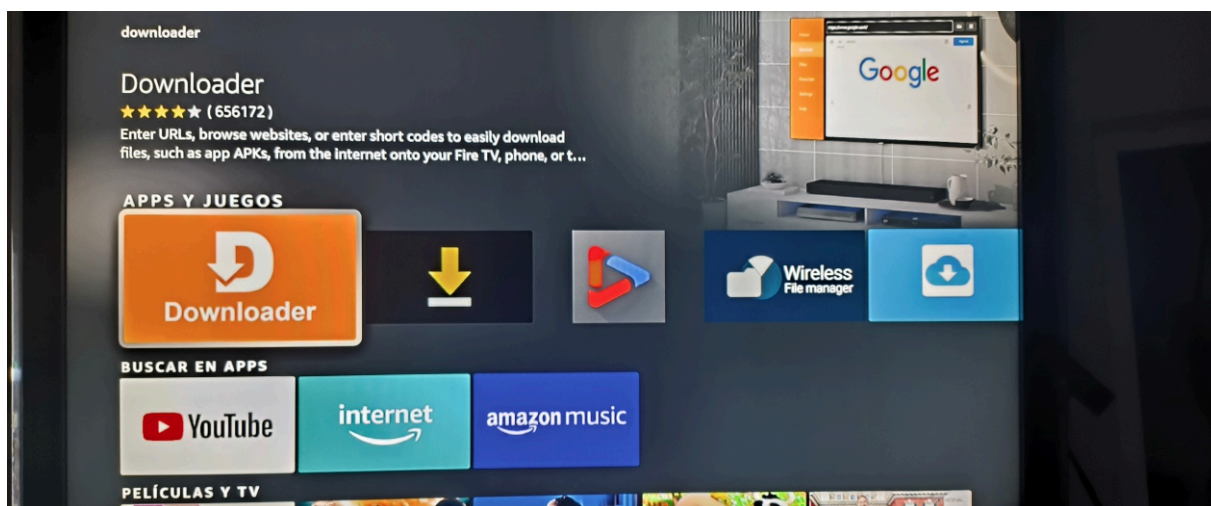 downloader
Downloader
(656172)
Enter URLs, browse websites, or enter short codes to easily download
files, such as app APKs, from the internet onto your Fire TV, phone, or t...
Google
APPS Y JUEGOS
Downloader
Wireless
File manager
BUSCAR EN APPS
YouTube
internet
amazon music
PELÍCULAS Y TV